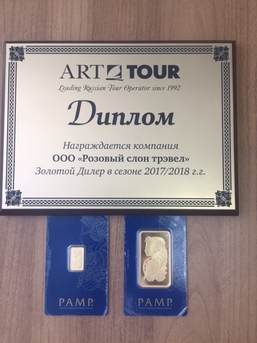 ART TOUR
Leading Russian Tour Operator since 1992
Диплом
Награждается компания
ООО «Розовый слон трэвел»
Золотой Дилер в сезоне 2017/2018 г.г.
PAMP PAMP